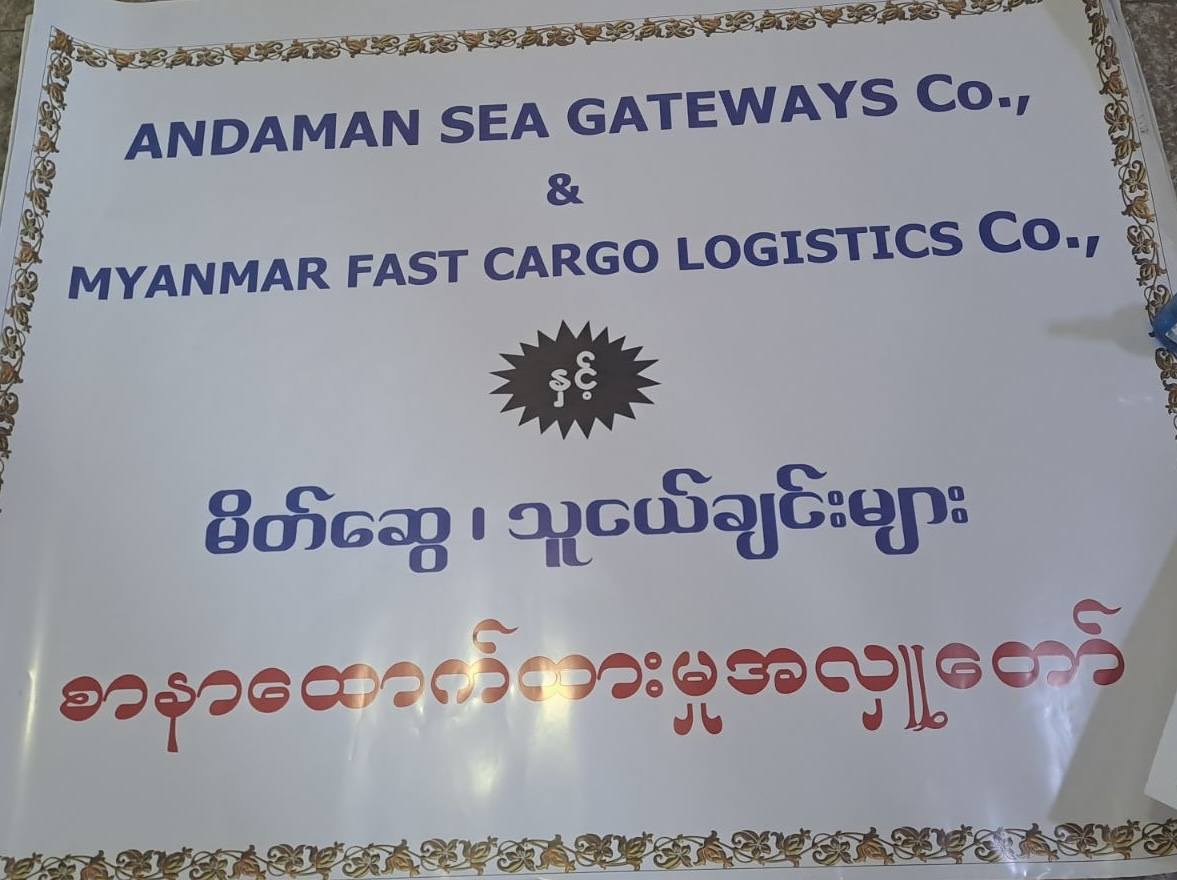 ANDAMAN SEA GATEWAYS Co.,
&
MYANMAR FAST CARGO LOGISTICS Co.,
နှင့်
မိတ်ဆွေ၊ သူငယ်ချင်းများ
စာနာထောက်ထားမှုအလှူတော်